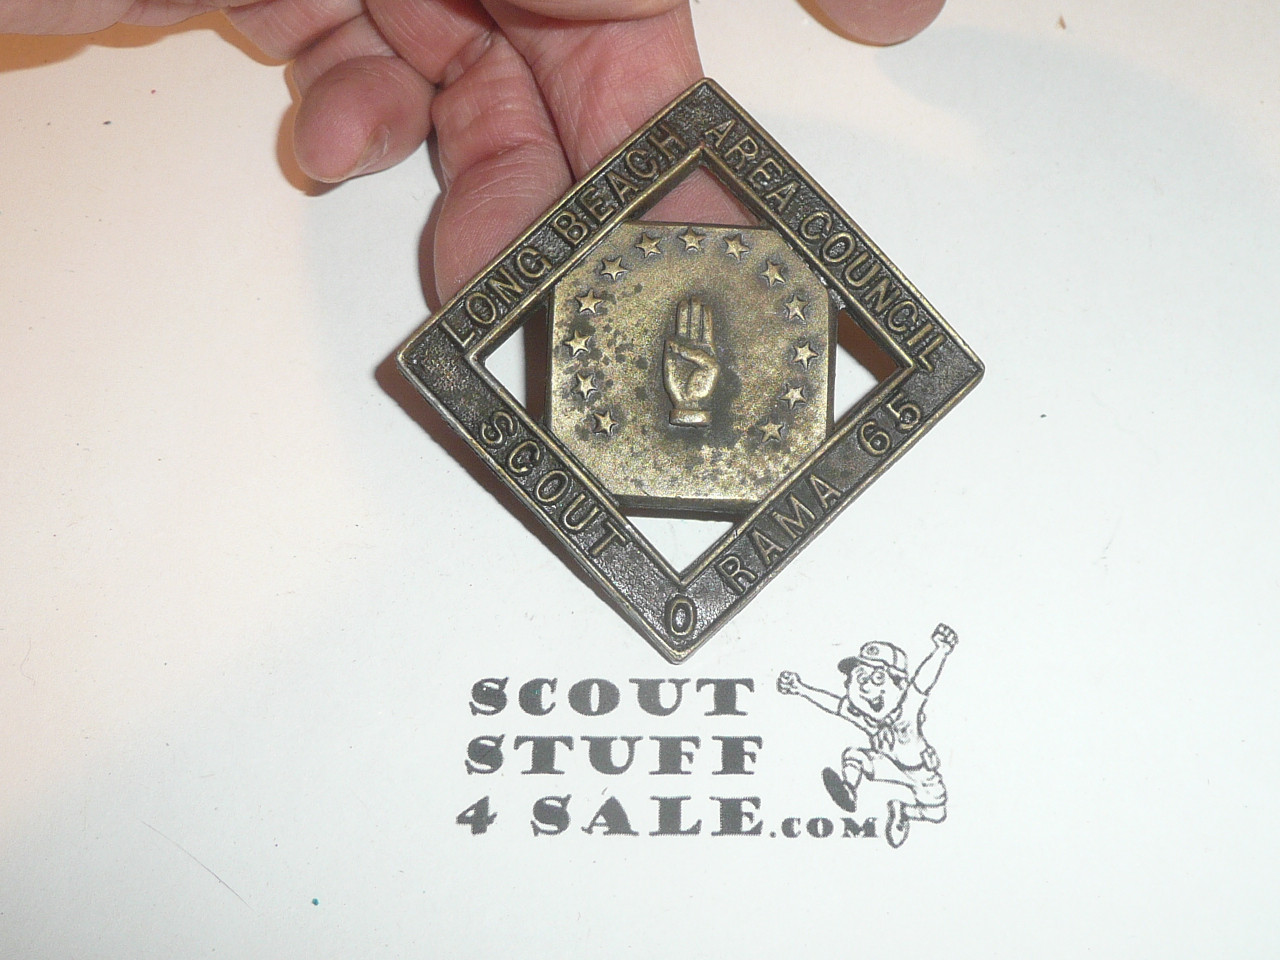 LONG BEACH AREA COUNCIL
SCOUT O RAMA 65
SCOUT
STUFF
4 SALE.COM